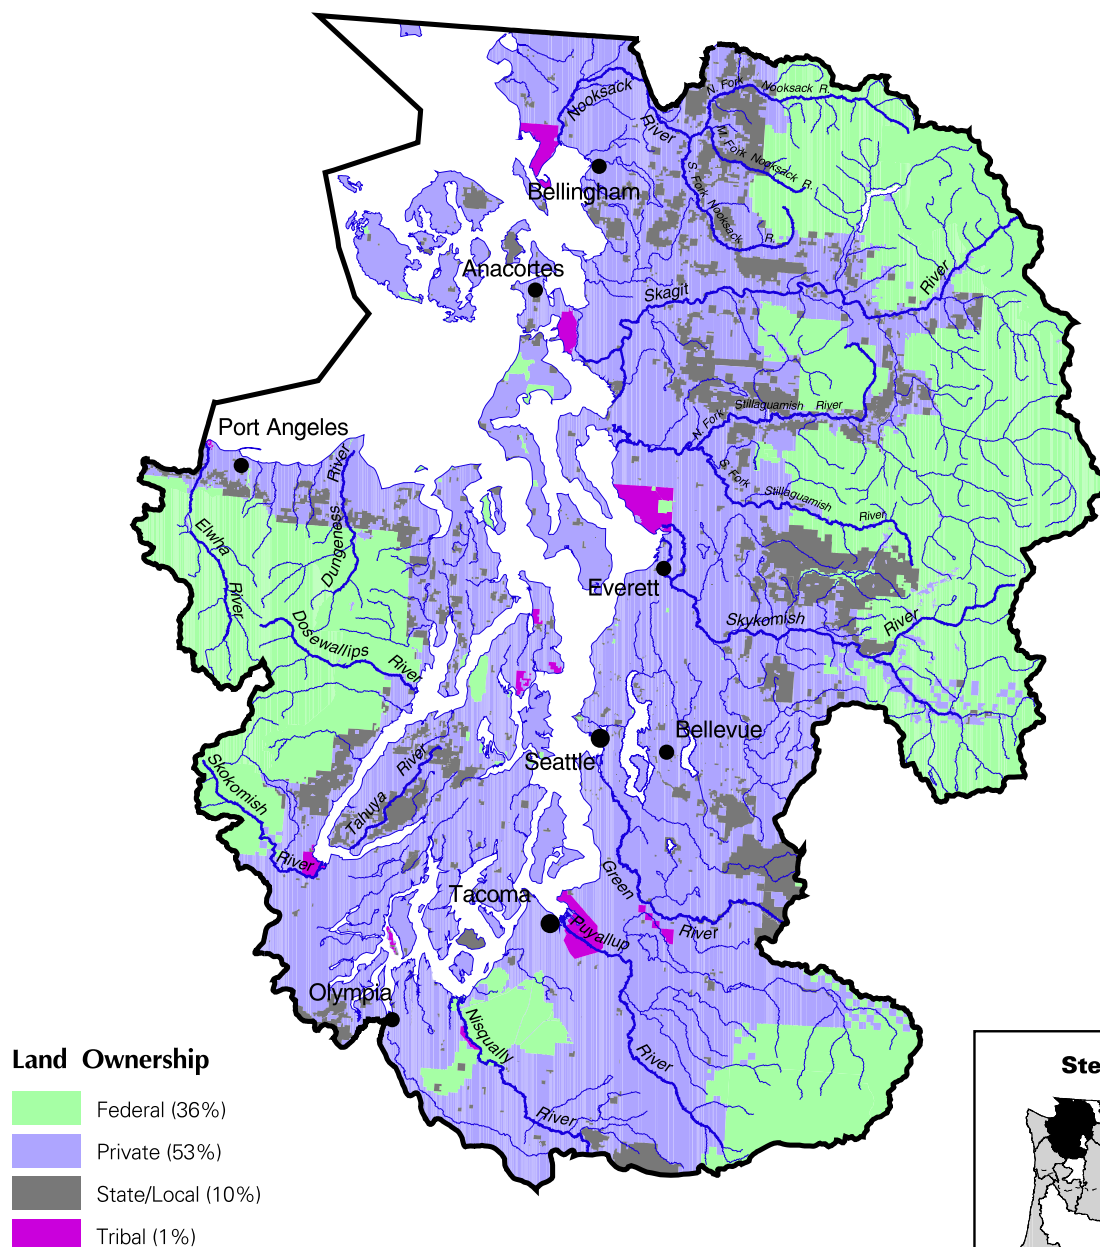 N. Fork Nooksack R.
Nooksack
River
M. Fork Nooksack R.
S. Fork Nooksack
R.
Bellingham
Anacortes
River
Skagit
Port Angeles
River
Dungeness
Stillaguamish River
N. Fork
S. Fork
Stillaguamish
River
Elwha
River
Everett
Skykomish
River
Dosewallips
River
Bellevue
Seattle
Skokomish
River
Tahuya
River
Green
River
Tacoma
Puyallup
River
Olympia
Nisqually
River
Land Ownership
Federal (36%)
Private (53%)
State/Local (10%)
Tribal (1%)
Ste